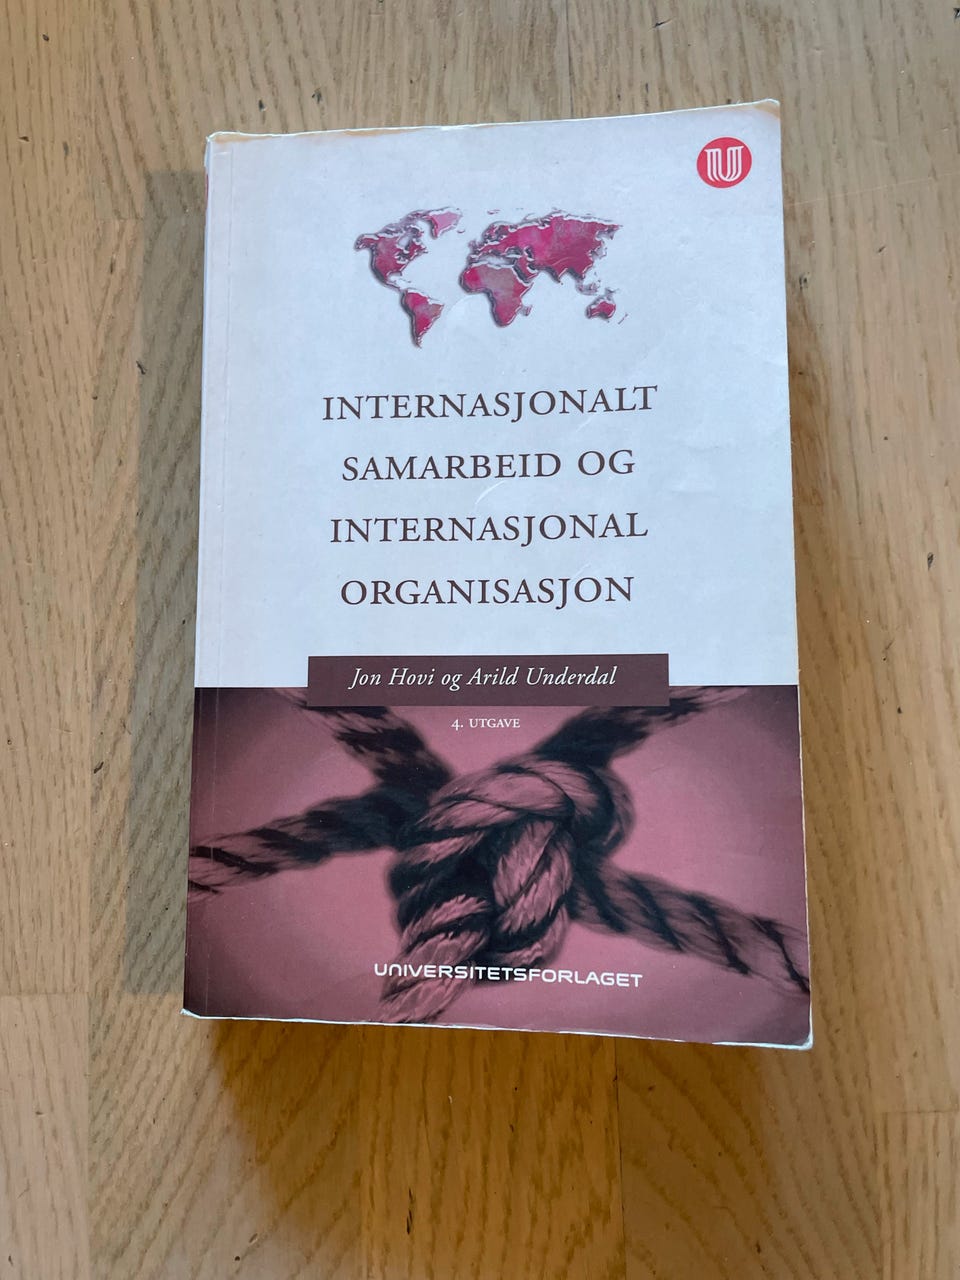 INTERNASJONALT
SAMARBEID OG
INTERNASJONAL
ORGANISASJON
Jon Hovi og Arild Underdal
4. UTGAVE
UNIVERSITETSFORLAGET